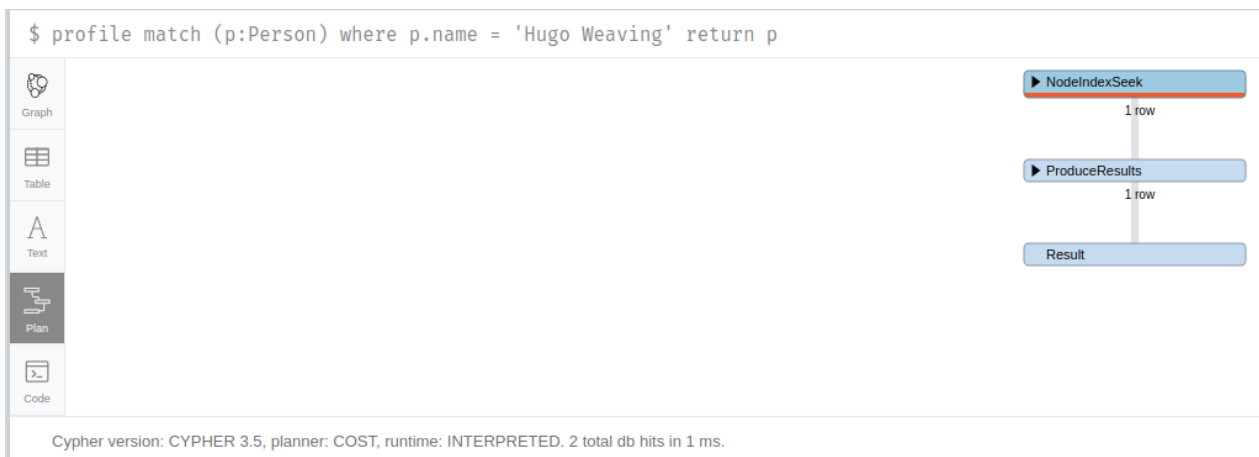 $ profile match (p:Person) where p.name = 'Hugo Weaving' return p
Graph
Table
Text
Plan
Code
NodeIndexSeek
1 row
ProduceResults
1 row
Result
Cypher version: CYPHER 3.5, planner: COST, runtime: INTERPRETED. 2 total db hits in 1 ms.